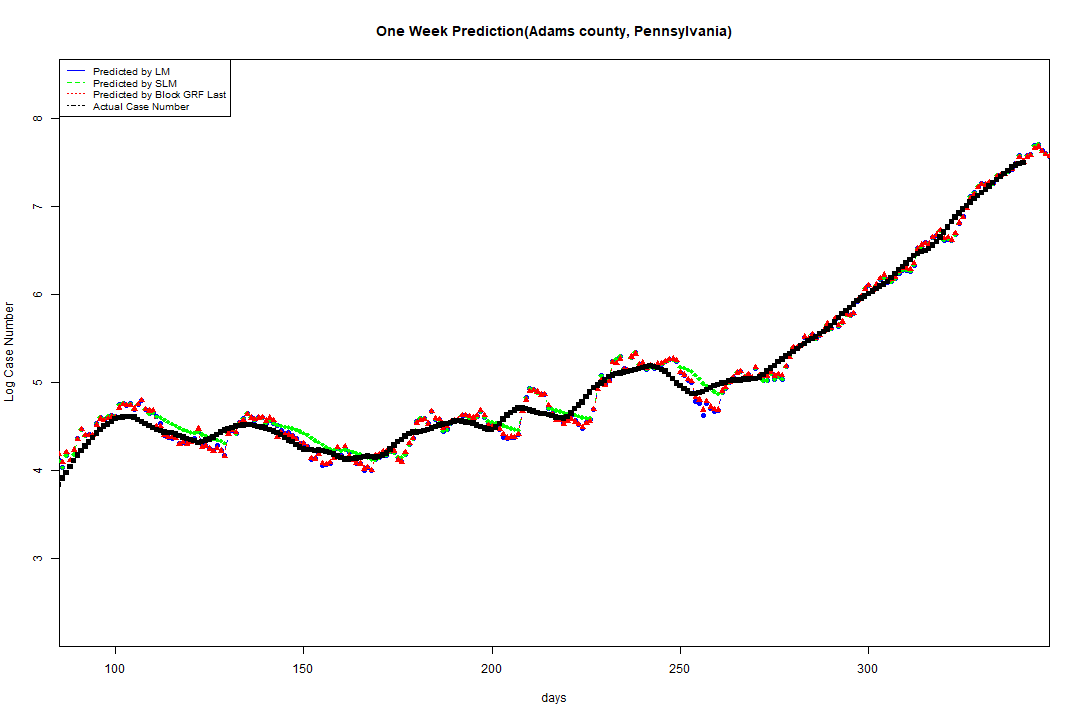 One Week Prediction(Adams county, Pennsylvania)
Predicted by LM
Predicted by SLM
Predicted by Block GRF Last
Actual Case Number
8
7
6
5
4
3
Log Case Number
100 150 200 250 300
days